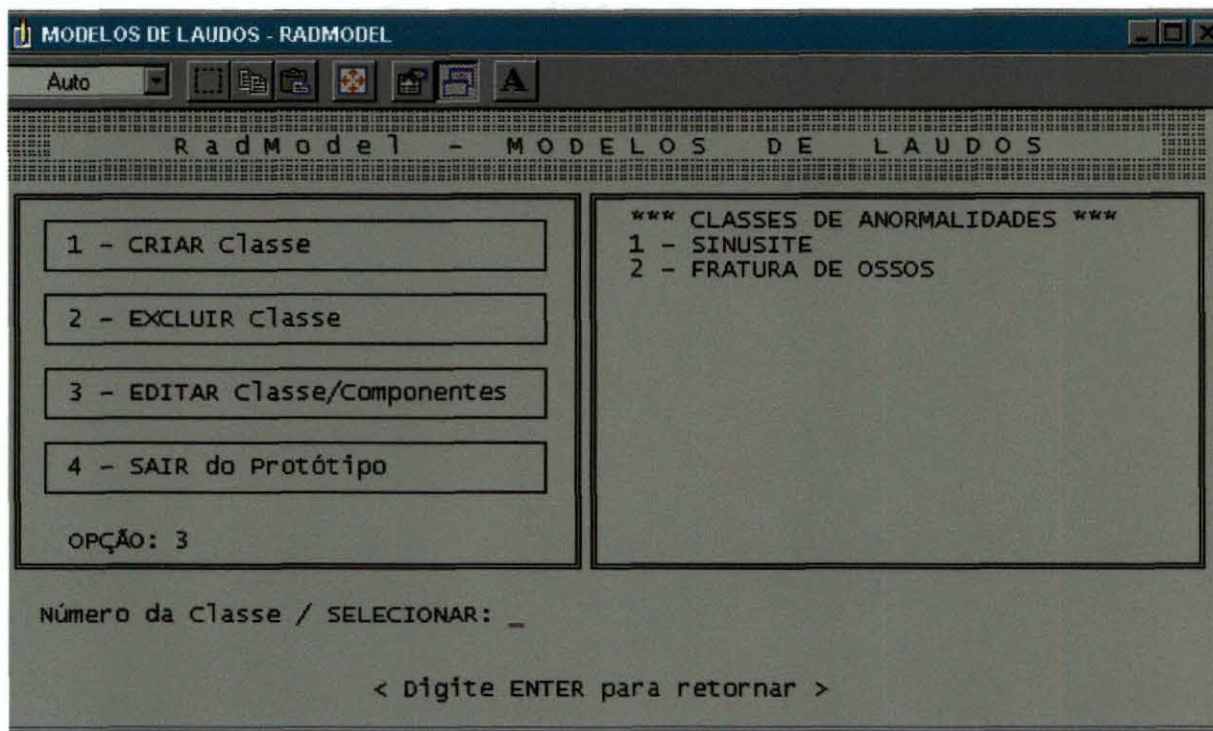 MODELOS DE LAUDOS - RADMODEL
Auto
A
RadModel - MODELOS DE LAUDOS
1 - CRIAR Classe
2 - EXCLUIR Classe
3 - EDITAR Classe/Componentes
4 - SAIR do Protótipo
OPÇÃO: 3
*** CLASSES DE ANORMALIDADES ***
1 - SINUSITE
2 - FRATURA DE OSSOS
Número da Classe / SELECIONAR: _
< Digite ENTER para retornar >